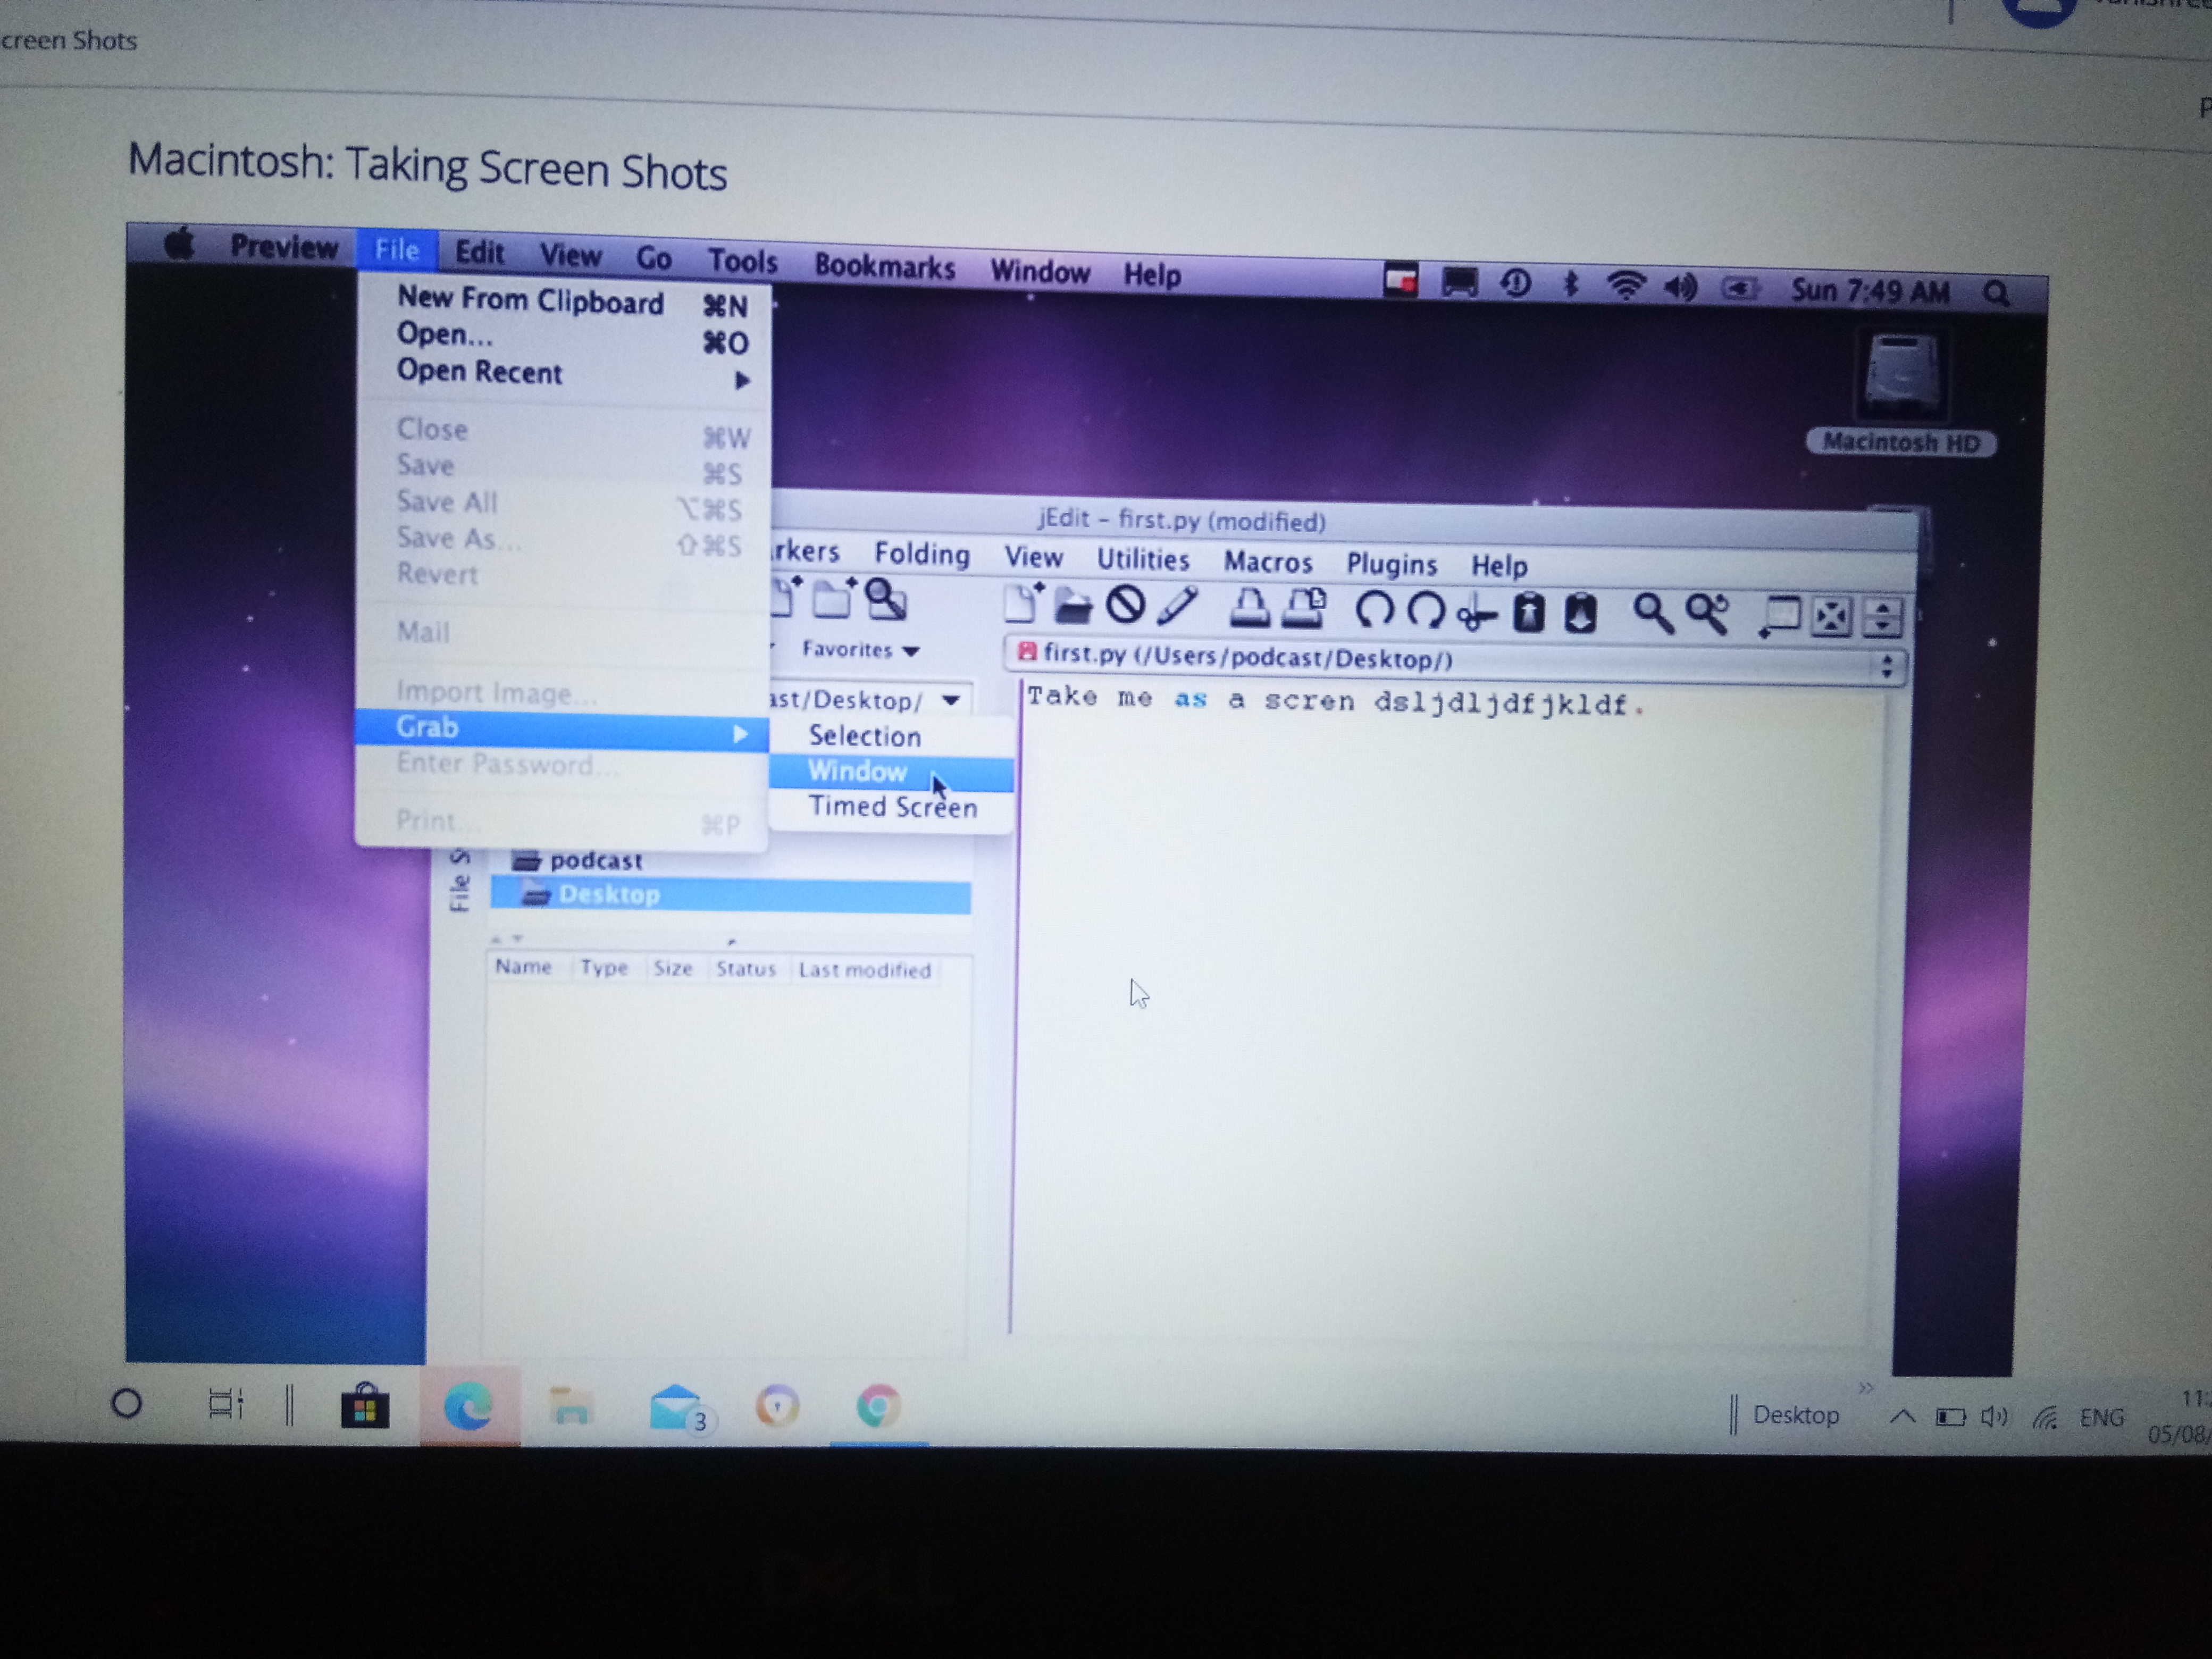 creen Shots
Macintosh: Taking Screen Shots
Preview File Edit View Go Tools Bookmarks Window Help Sun 7:49 AM
New From Clipboard ⌘N
Open... ⌘O
Open Recent
Close ⌘W
Save ⌘S
Save All ⌥⌘S
Save As... ⇧⌘S
Revert
Mail
Import Image...
Grab
Enter Password...
Print... ⌘P
Selection
Window
Timed Screen
Macintosh HD
jEdit – first.py (modified)
rkers Folding View Utilities Macros Plugins Help
Favorites
first.py (/Users/podcast/Desktop/)
ast/Desktop/
Take me as a scren dsljdljdfjkldf.
File S
podcast
Desktop
Name Type Size Status Last modified
3
Desktop ENG
11:
05/08/
DELL